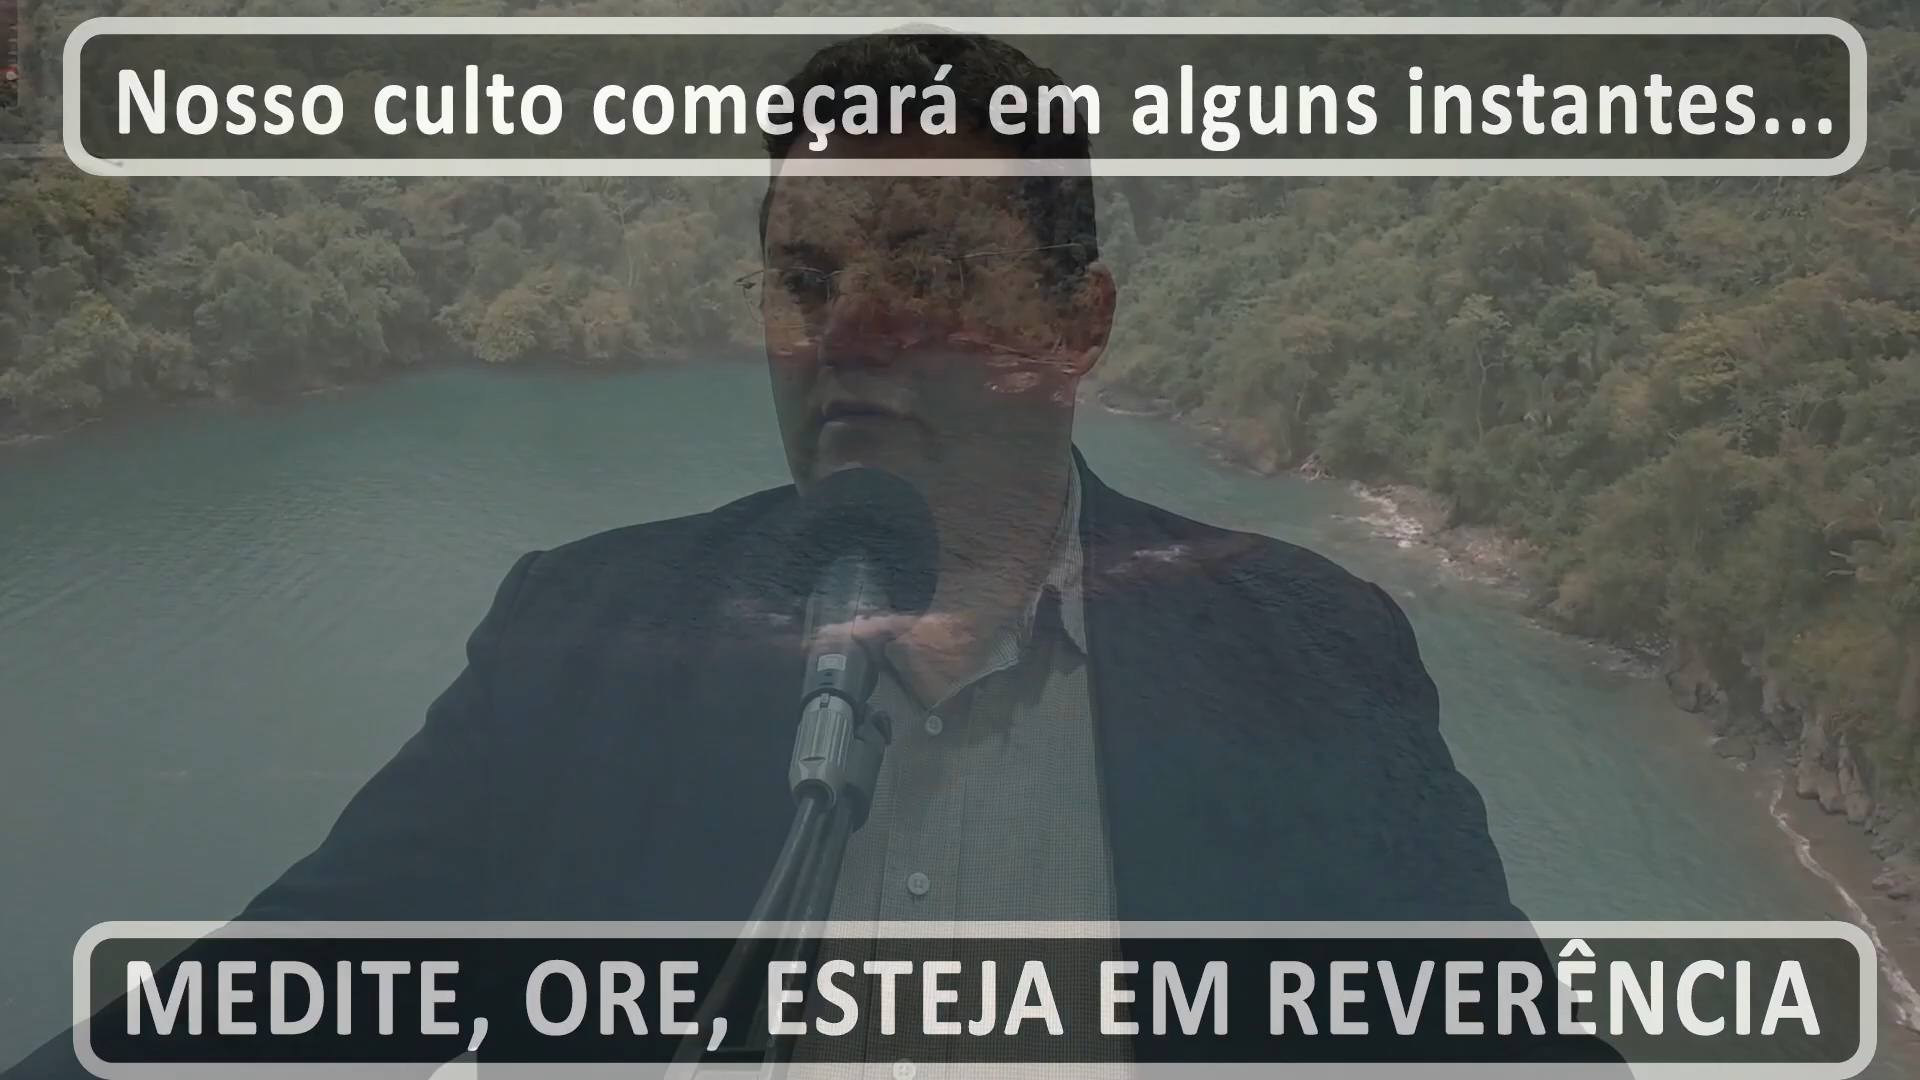 Nosso culto começará em alguns instantes...
MEDITE, ORE, ESTEJA EM REVERÊNCIA